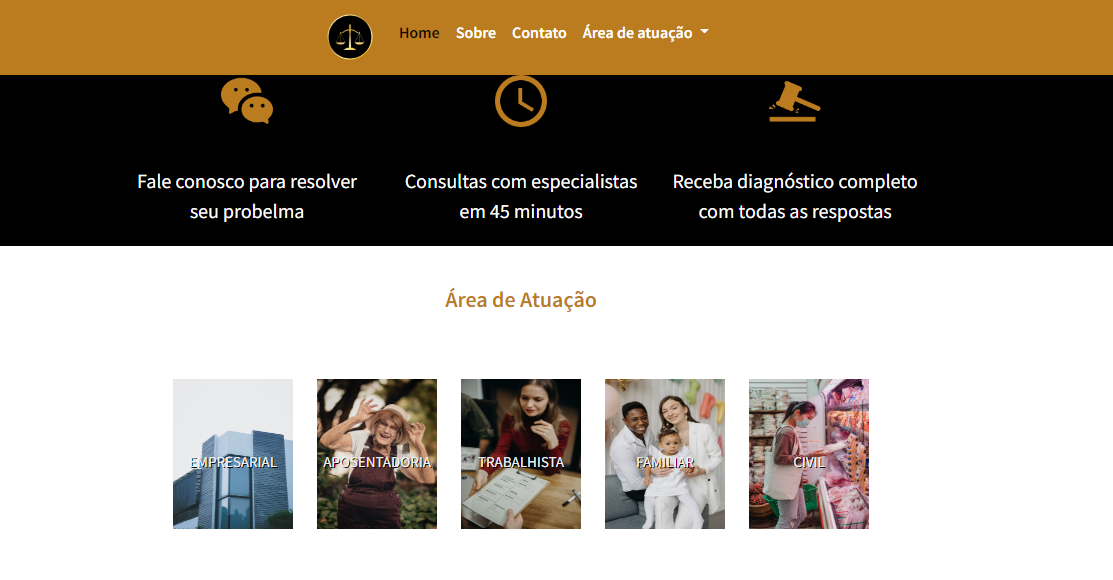 Home Sobre Contato Área de atuação
Fale conosco para resolver
seu probelma
Consultas com especialistas
em 45 minutos
Receba diagnóstico completo
com todas as respostas
Área de Atuação
EMPRESARIAL
APOSENTADORIA
TRABALHISTA
FAMILIAR
CIVIL